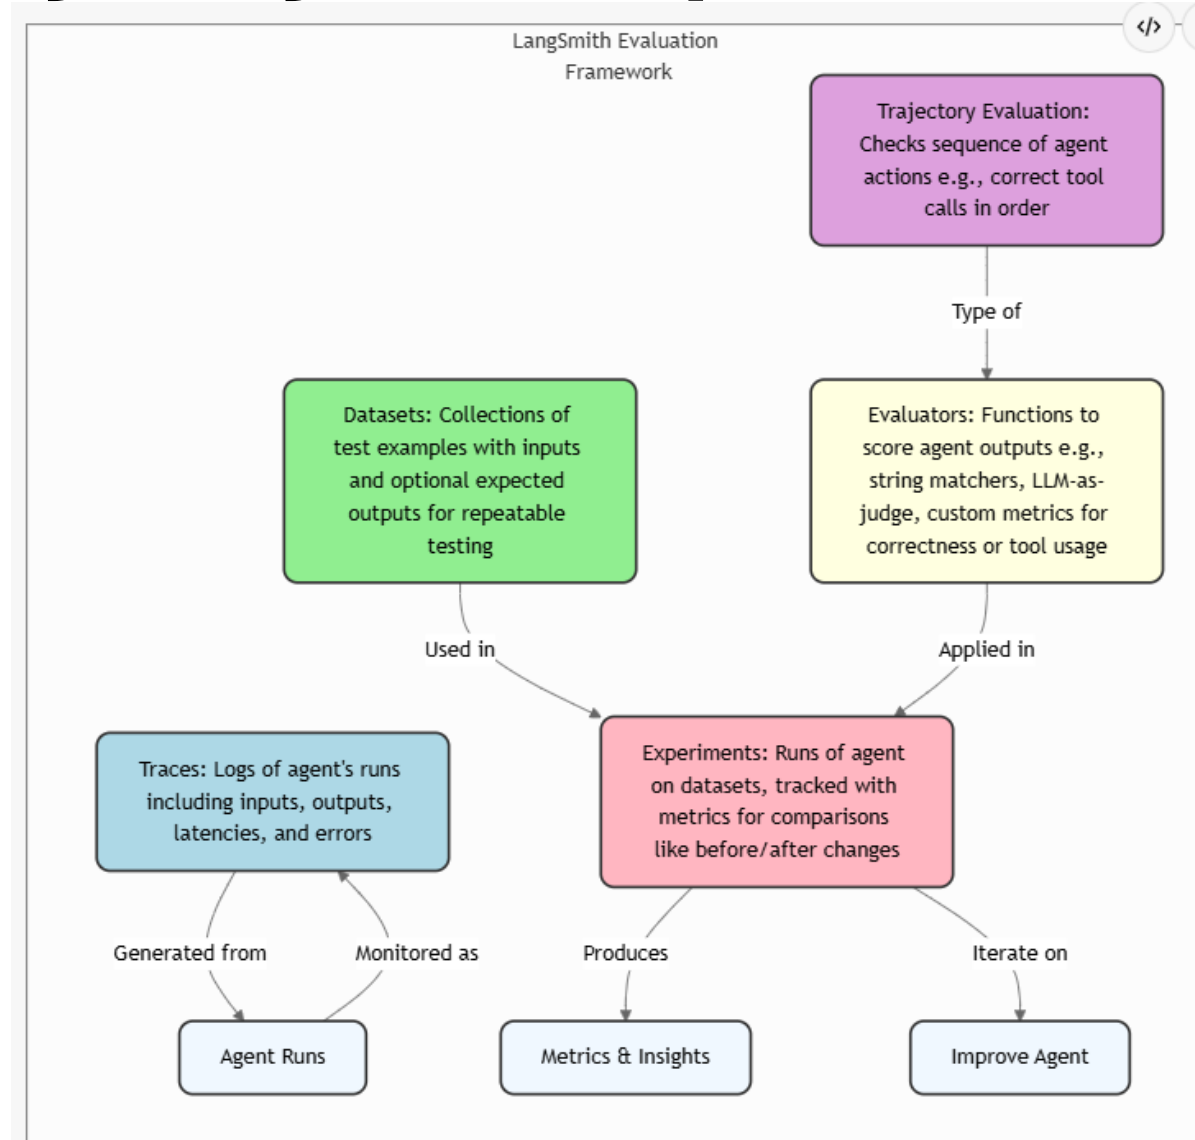 LangSmith Evaluation
Framework
</>
Trajectory Evaluation:
Checks sequence of agent
actions e.g., correct tool
calls in order
Type of
Datasets: Collections of
test examples with inputs
and optional expected
outputs for repeatable
testing
Evaluators: Functions to
score agent outputs e.g.,
string matchers, LLM-as-
judge, custom metrics for
correctness or tool usage
Used in
Applied in
Traces: Logs of agent's runs
including inputs, outputs,
latencies, and errors
Experiments: Runs of agent
on datasets, tracked with
metrics for comparisons
like before/after changes
Generated from
Monitored as
Produces
Iterate on
Agent Runs
Metrics & Insights
Improve Agent